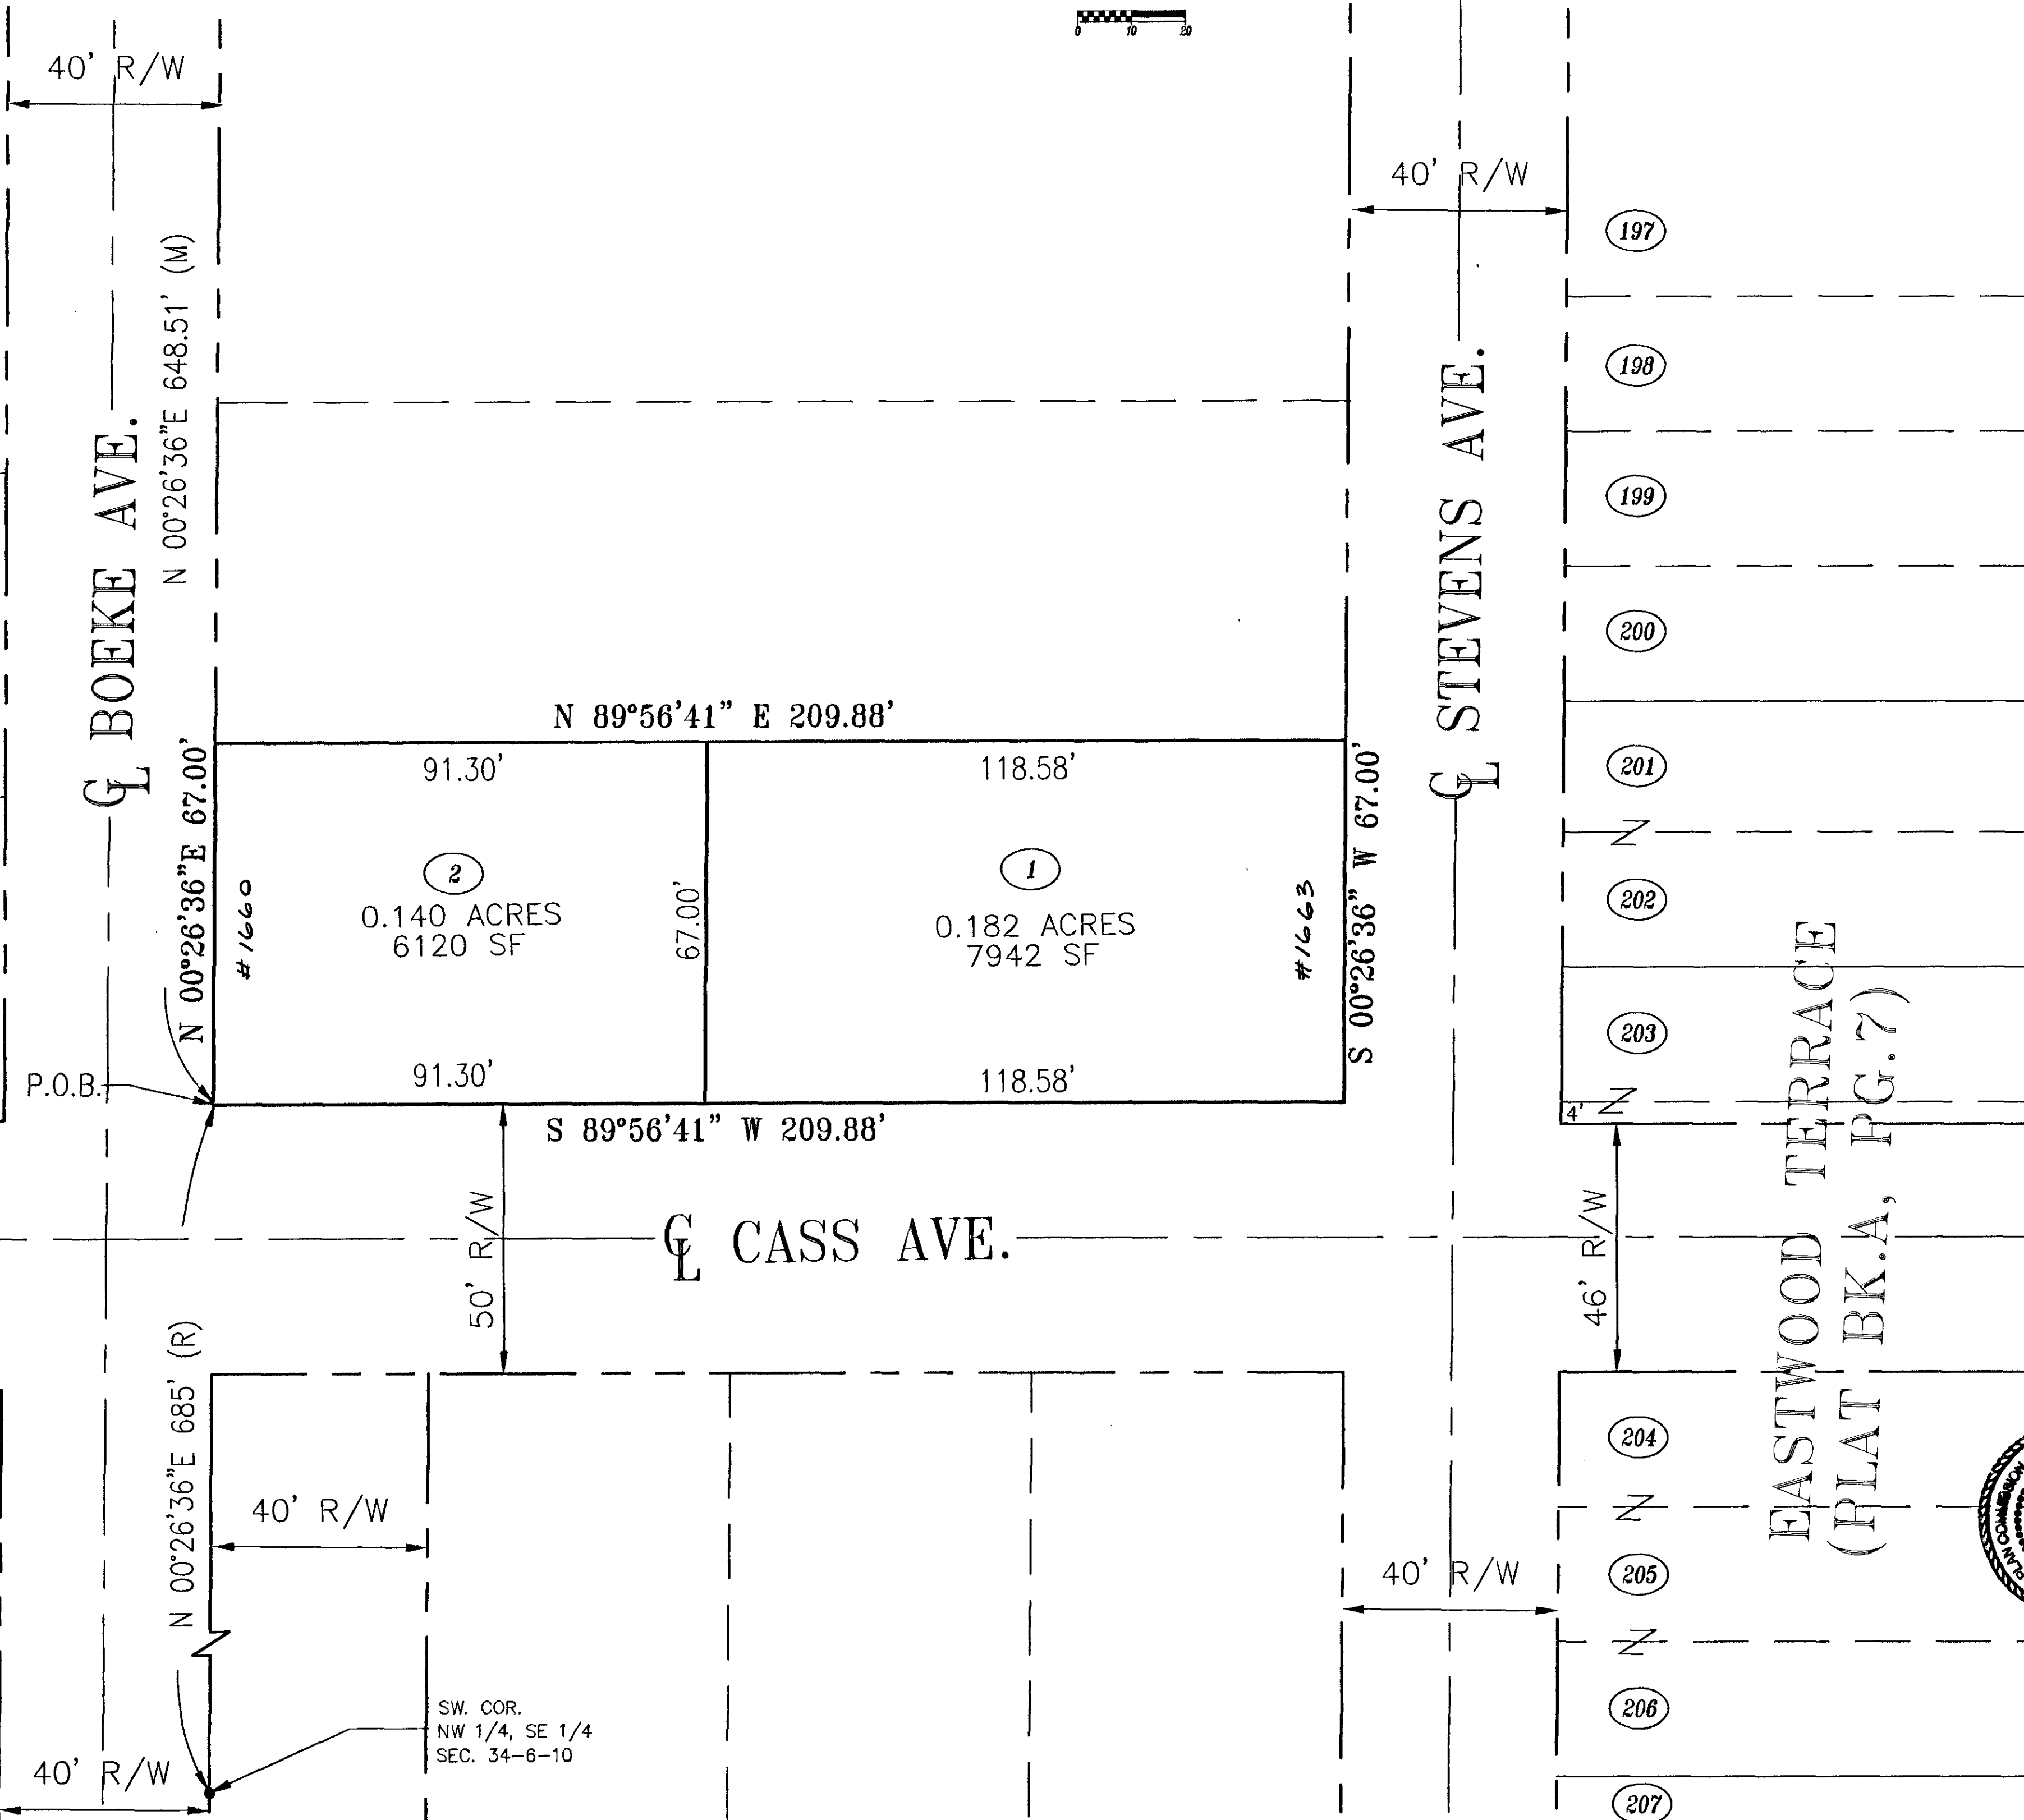 0 10 20
40' R/W
40' R/W
N 00°26'36"E 648.51' (M)
℄ BOEKE AVE.
℄ STEVENS AVE.
197
198
199
200
201
N
202
203
4'
N
N 89°56'41" E 209.88'
91.30'
118.58'
N 00°26'36"E 67.00'
#1660
2
0.140 ACRES
6120 SF
67.00'
1
0.182 ACRES
7942 SF
#1663
S 00°26'36" W 67.00'
P.O.B.
91.30'
118.58'
S 89°56'41" W 209.88'
50' R/W
℄ CASS AVE.
46' R/W
EASTWOOD TERRACE
(PLAT BK.A, PG.7)
N 00°26'36"E 685' (R)
40' R/W
40' R/W
204
N
205
N
206
207
PLAN COMMISSION
SW. COR.
NW 1/4, SE 1/4
SEC. 34-6-10
40' R/W